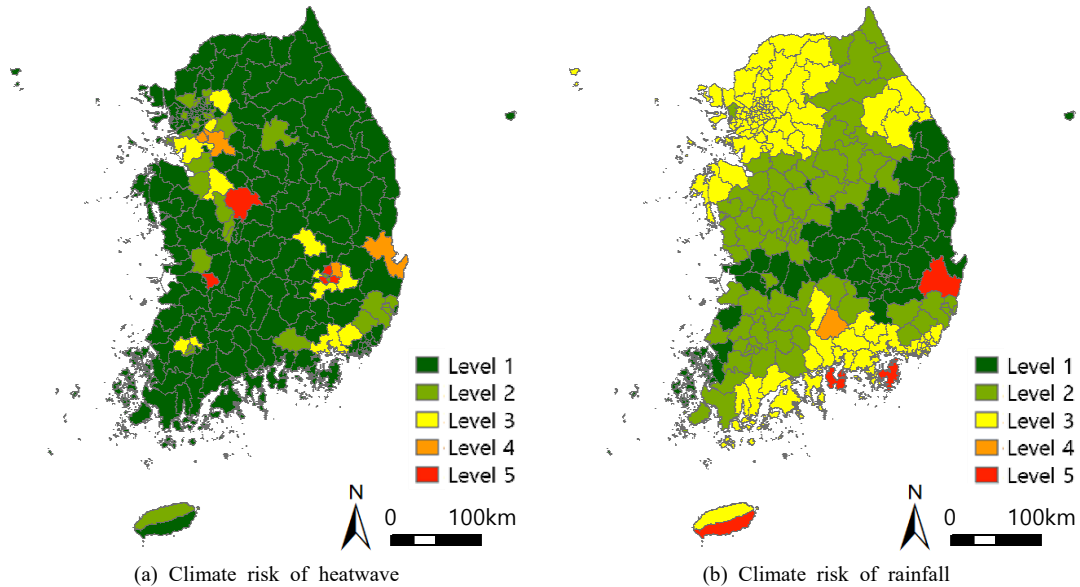 Level 1
Level 2
Level 3
Level 4
Level 5
N
0 100km
(a) Climate risk of heatwave
Level 1
Level 2
Level 3
Level 4
Level 5
N
0 100km
(b) Climate risk of rainfall